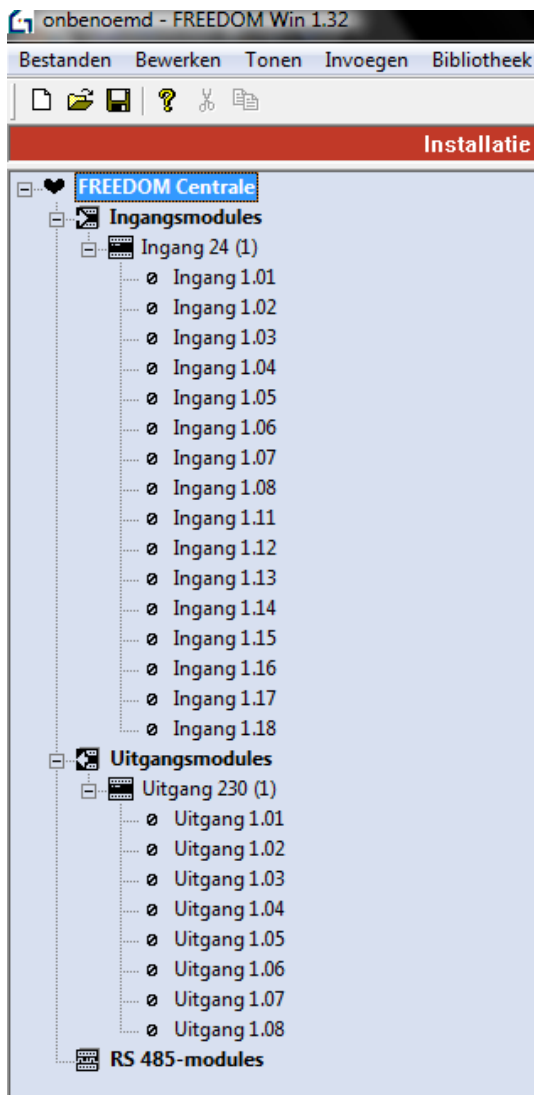 onbenoemd - FREEDOM Win 1.32
Bestanden Bewerken Tonen Invoegen Bibliotheek
Installatie
FREEDOM Centrale
Ingangsmodules
Ingang 24 (1)
Ingang 1.01
Ingang 1.02
Ingang 1.03
Ingang 1.04
Ingang 1.05
Ingang 1.06
Ingang 1.07
Ingang 1.08
Ingang 1.11
Ingang 1.12
Ingang 1.13
Ingang 1.14
Ingang 1.15
Ingang 1.16
Ingang 1.17
Ingang 1.18
Uitgangsmodules
Uitgang 230 (1)
Uitgang 1.01
Uitgang 1.02
Uitgang 1.03
Uitgang 1.04
Uitgang 1.05
Uitgang 1.06
Uitgang 1.07
Uitgang 1.08
RS 485-modules